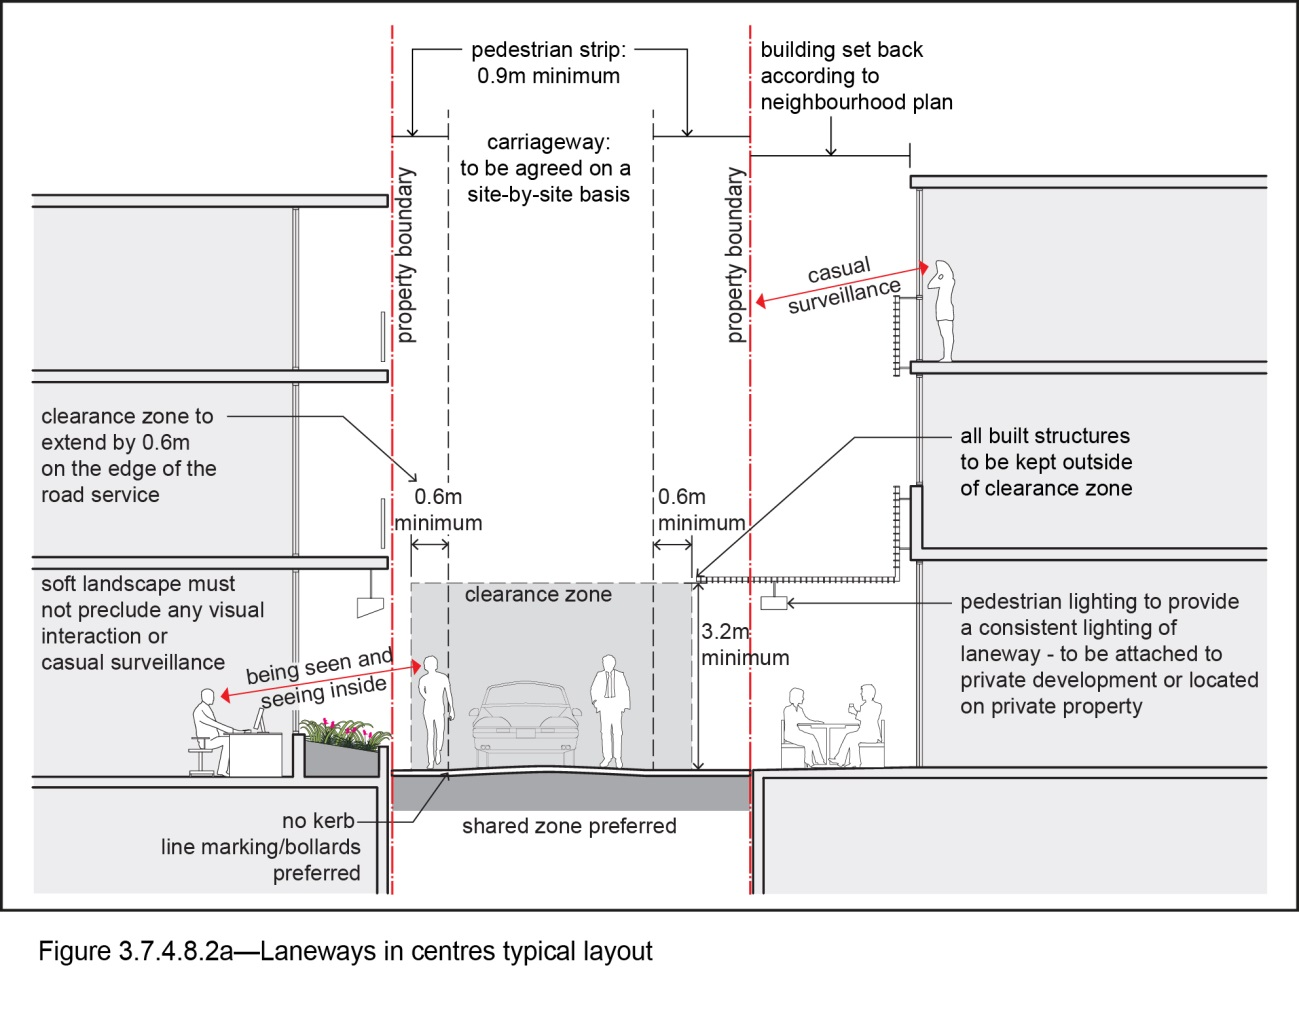 pedestrian strip:
0.9m minimum
building set back
according to
neighbourhood plan
carriageway:
to be agreed on a
site-by-site basis
property boundary
property boundary
casual
surveillance
clearance zone to
extend by 0.6m
on the edge of the
road service
0.6m
minimum
0.6m
minimum
all built structures
to be kept outside
of clearance zone
soft landscape must
not preclude any visual
interaction or
casual surveillance
clearance zone
3.2m
minimum
pedestrian lighting to provide
a consistent lighting of
laneway - to be attached to
private development or located
on private property
being seen and
seeing inside
no kerb
line marking/bollards
preferred
shared zone preferred
Figure 3.7.4.8.2a—Laneways in centres typical layout